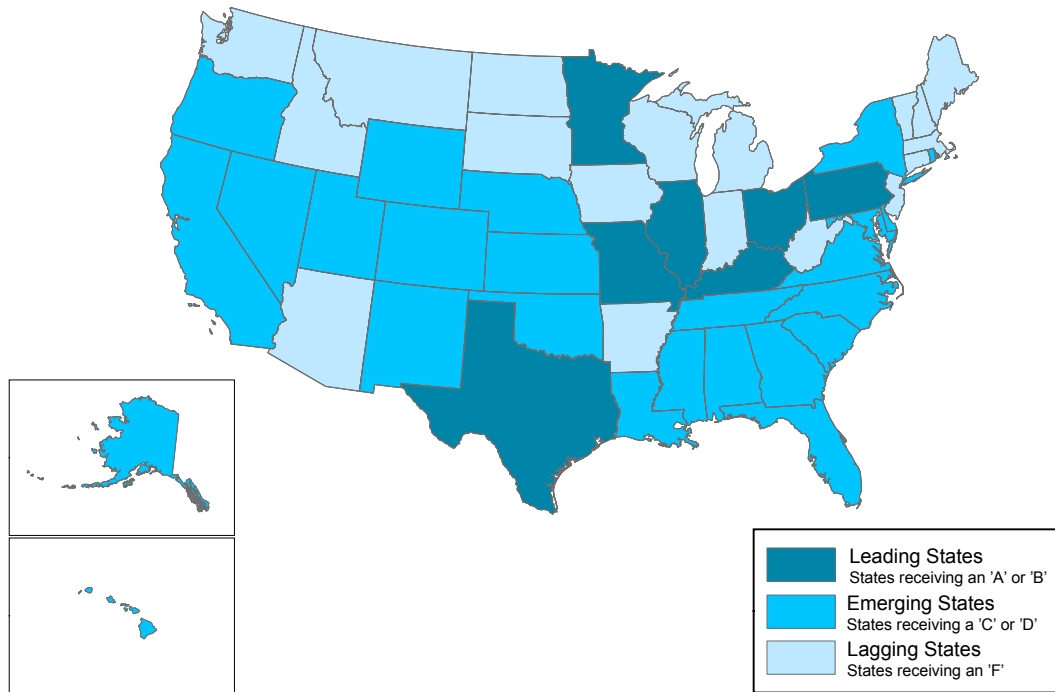 Leading States
States receiving an 'A' or 'B'
Emerging States
States receiving a 'C' or 'D'
Lagging States
States receiving an 'F'